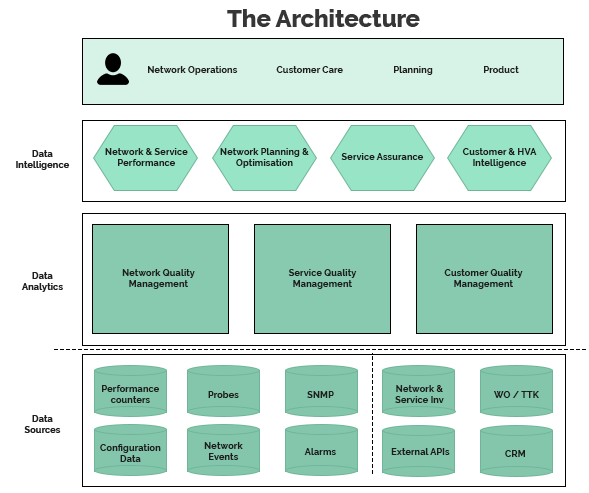 The Architecture
Network Operations
Customer Care
Planning
Product
Data
Intelligence
Network & Service
Performance
Network Planning &
Optimisation
Service Assurance
Customer & HVA
Intelligence
Data
Analytics
Network Quality
Management
Service Quality
Management
Customer Quality
Management
Data
Sources
Performance
counters
Probes
SNMP
Network &
Service Inv
WO / TTK
Configuration
Data
Network
Events
Alarms
External APIs
CRM